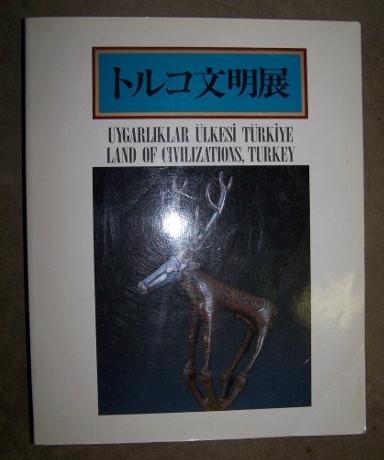 トルコ文明展
UYGARLIKLAR ÜLKESİ TÜRKİYE
LAND OF CIVILIZATIONS, TURKEY